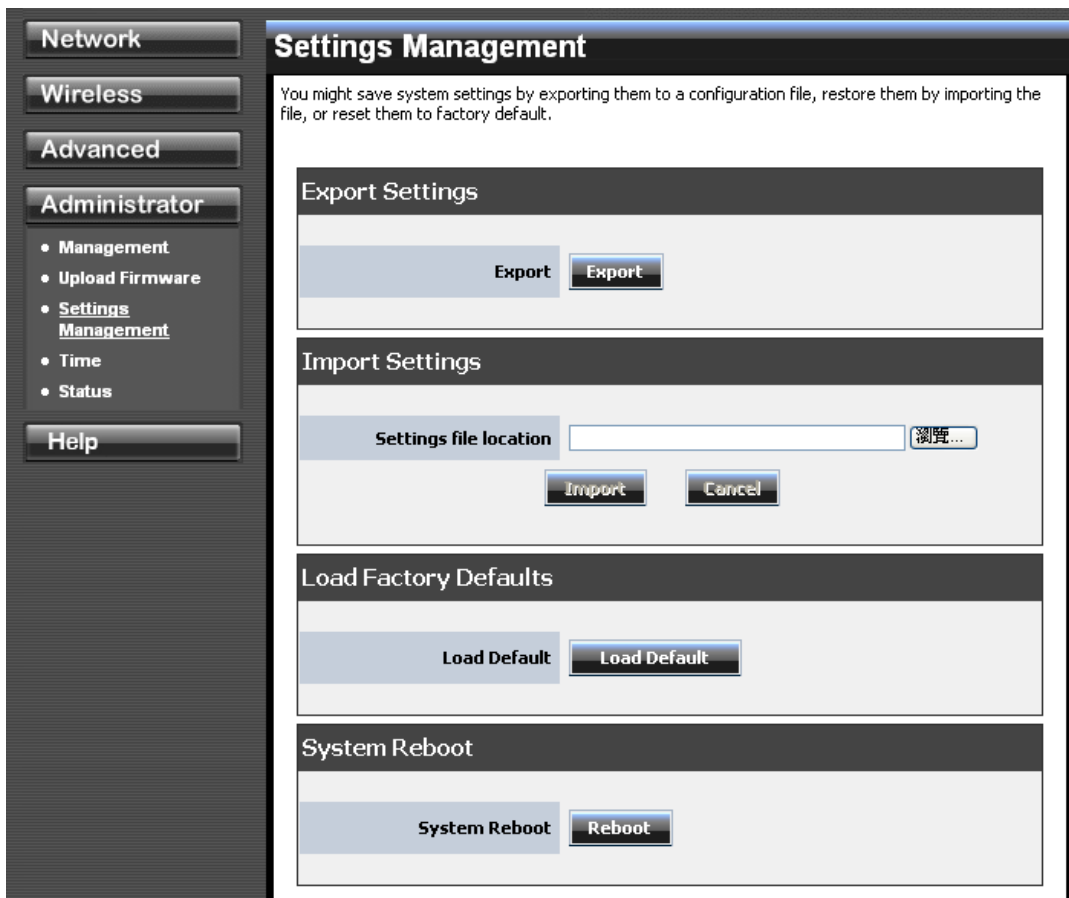 Network
Wireless
Advanced
Administrator
Management
Upload Firmware
Settings
Management
Time
Status
Help
Settings Management
You might save system settings by exporting them to a configuration file, restore them by importing the
file, or reset them to factory default.
Export Settings
Export Export
Import Settings
Settings file location 瀏覽...
Import Cancel
Load Factory Defaults
Load Default Load Default
System Reboot
System Reboot Reboot